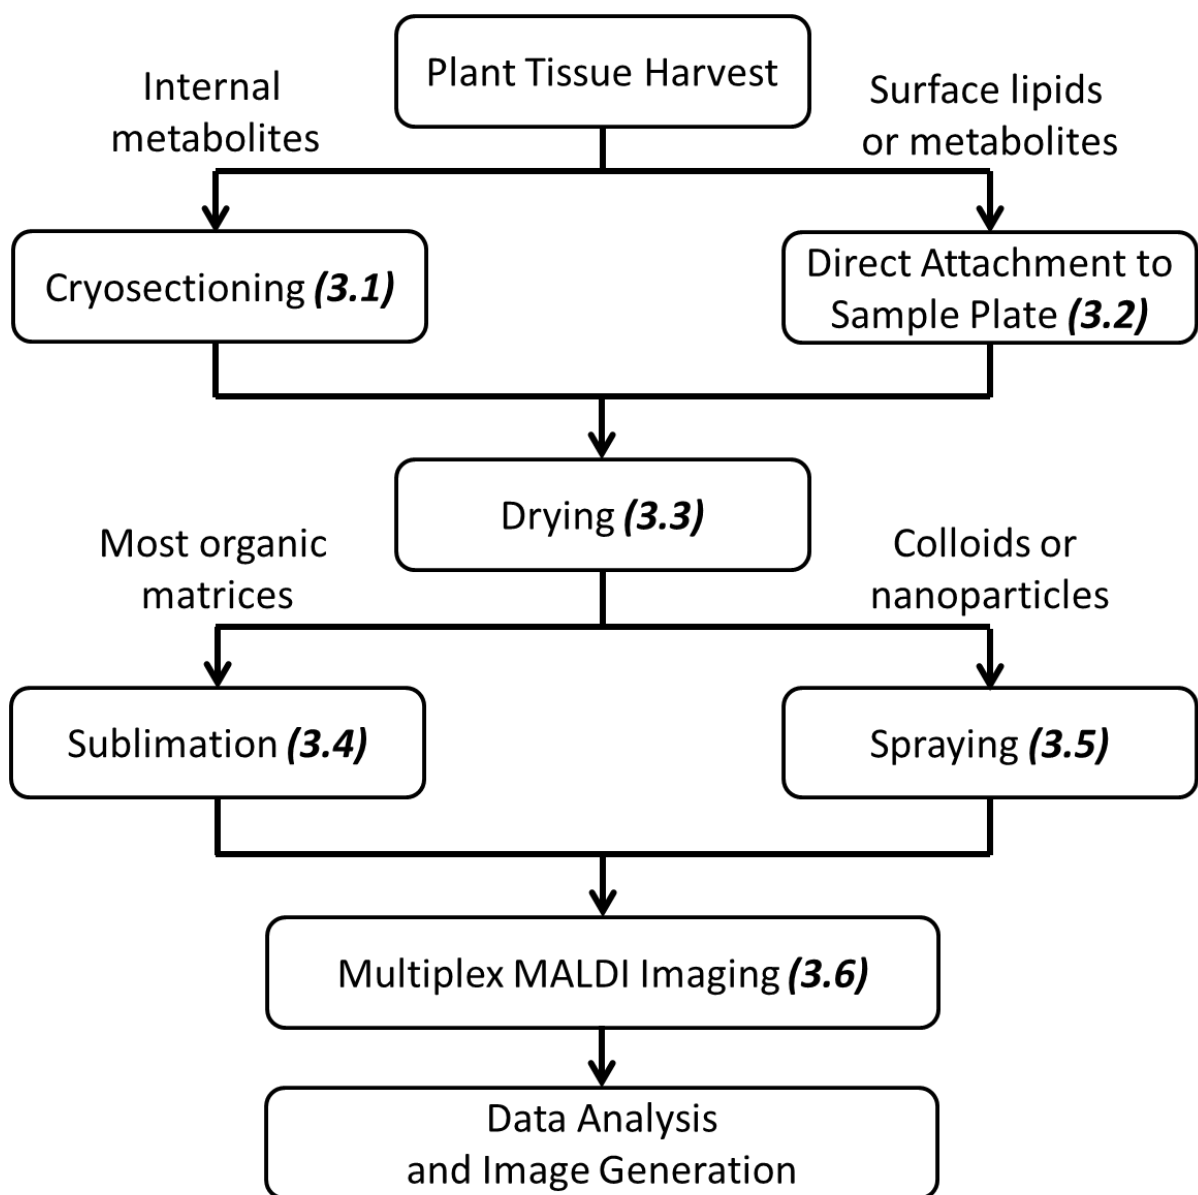 Plant Tissue Harvest
Internal
metabolites
Surface lipids
or metabolites
Cryosectioning (3.1)
Direct Attachment to
Sample Plate (3.2)
Drying (3.3)
Most organic
matrices
Colloids or
nanoparticles
Sublimation (3.4)
Spraying (3.5)
Multiplex MALDI Imaging (3.6)
Data Analysis
and Image Generation